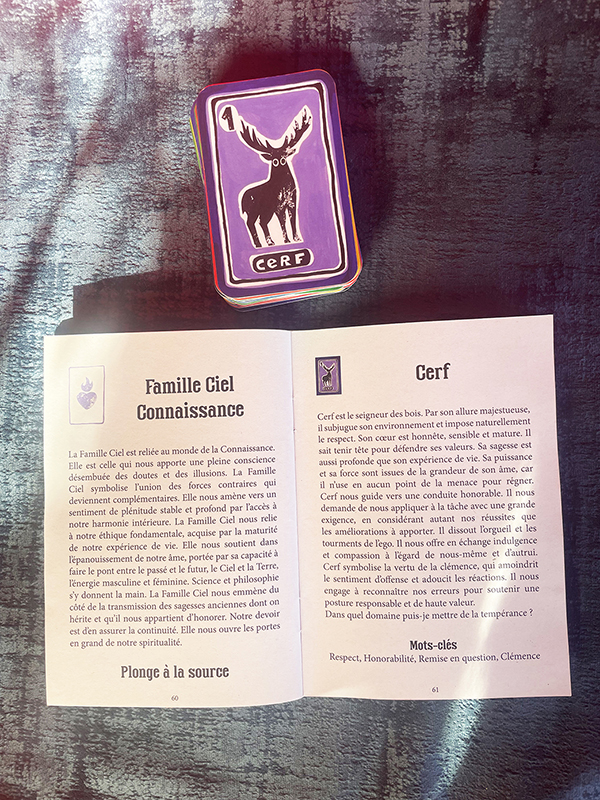 1
CERF
Famille Ciel
Connaissance
La Famille Ciel est reliée au monde de la Connaissance.
Elle est celle qui nous apporte une pleine conscience
désembuée des doutes et des illusions. La Famille
Ciel symbolise l'union des forces contraires qui
deviennent complémentaires. Elle nous amène vers un
sentiment de plénitude stable et profond par l'accès à
notre harmonie intérieure. La Famille Ciel nous relie
à notre éthique fondamentale, acquise par la maturité
de notre expérience de vie. Elle nous soutient dans
l'épanouissement de notre âme, portée par sa capacité à
faire le pont entre le passé et le futur, le Ciel et la Terre,
l'énergie masculine et féminine. Science et philosophie
s'y donnent la main. La Famille Ciel nous emmène du
côté de la transmission des sagesses anciennes dont on
hérite et qu'il nous appartient d'honorer. Notre devoir
est d'en assurer la continuité. Elle nous ouvre les portes
en grand de notre spiritualité.
Plonge à la source
60
Cerf
Cerf est le seigneur des bois. Par son allure majestueuse,
il subjugue son environnement et impose naturellement
le respect. Son cœur est honnête, sensible et mature. Il
sait tenir tête pour défendre ses valeurs. Sa sagesse est
aussi profonde que son expérience de vie. Sa puissance
et sa force sont issues de la grandeur de son âme, car
il n'use en aucun point de la menace pour régner.
Cerf nous guide vers une conduite honorable. Il nous
demande de nous appliquer à la tâche avec une grande
exigence, en considérant autant nos réussites que
les améliorations à apporter. Il dissout l'orgueil et les
tourments de l'ego. Il nous offre en échange indulgence
et compassion à l'égard de nous-même et d'autrui.
Cerf symbolise la vertu de la clémence, qui amoindrit
le sentiment d'offense et adoucit les réactions. Il nous
engage à reconnaître nos erreurs pour soutenir une
posture responsable et de haute valeur.
Dans quel domaine puis-je mettre de la tempérance ?
Mots-clés
Respect, Honorabilité, Remise en question, Clémence
61